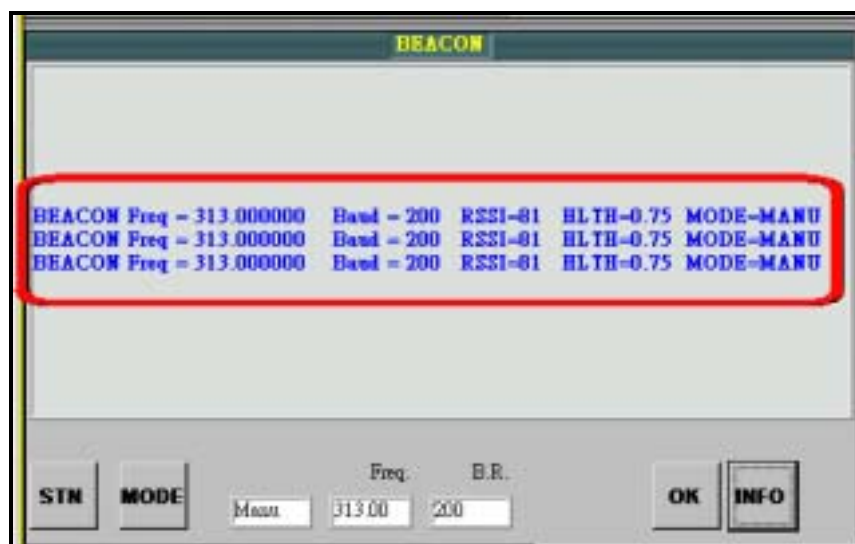 BEACON
BEACON Freq = 313.000000 Baud = 200 RSSI=81 HLTH=0.75 MODE=MANU
BEACON Freq = 313.000000 Baud = 200 RSSI=81 HLTH=0.75 MODE=MANU
BEACON Freq = 313.000000 Baud = 200 RSSI=81 HLTH=0.75 MODE=MANU
Freq. B.R.
STN MODE Manu 313.00 200 OK INFO